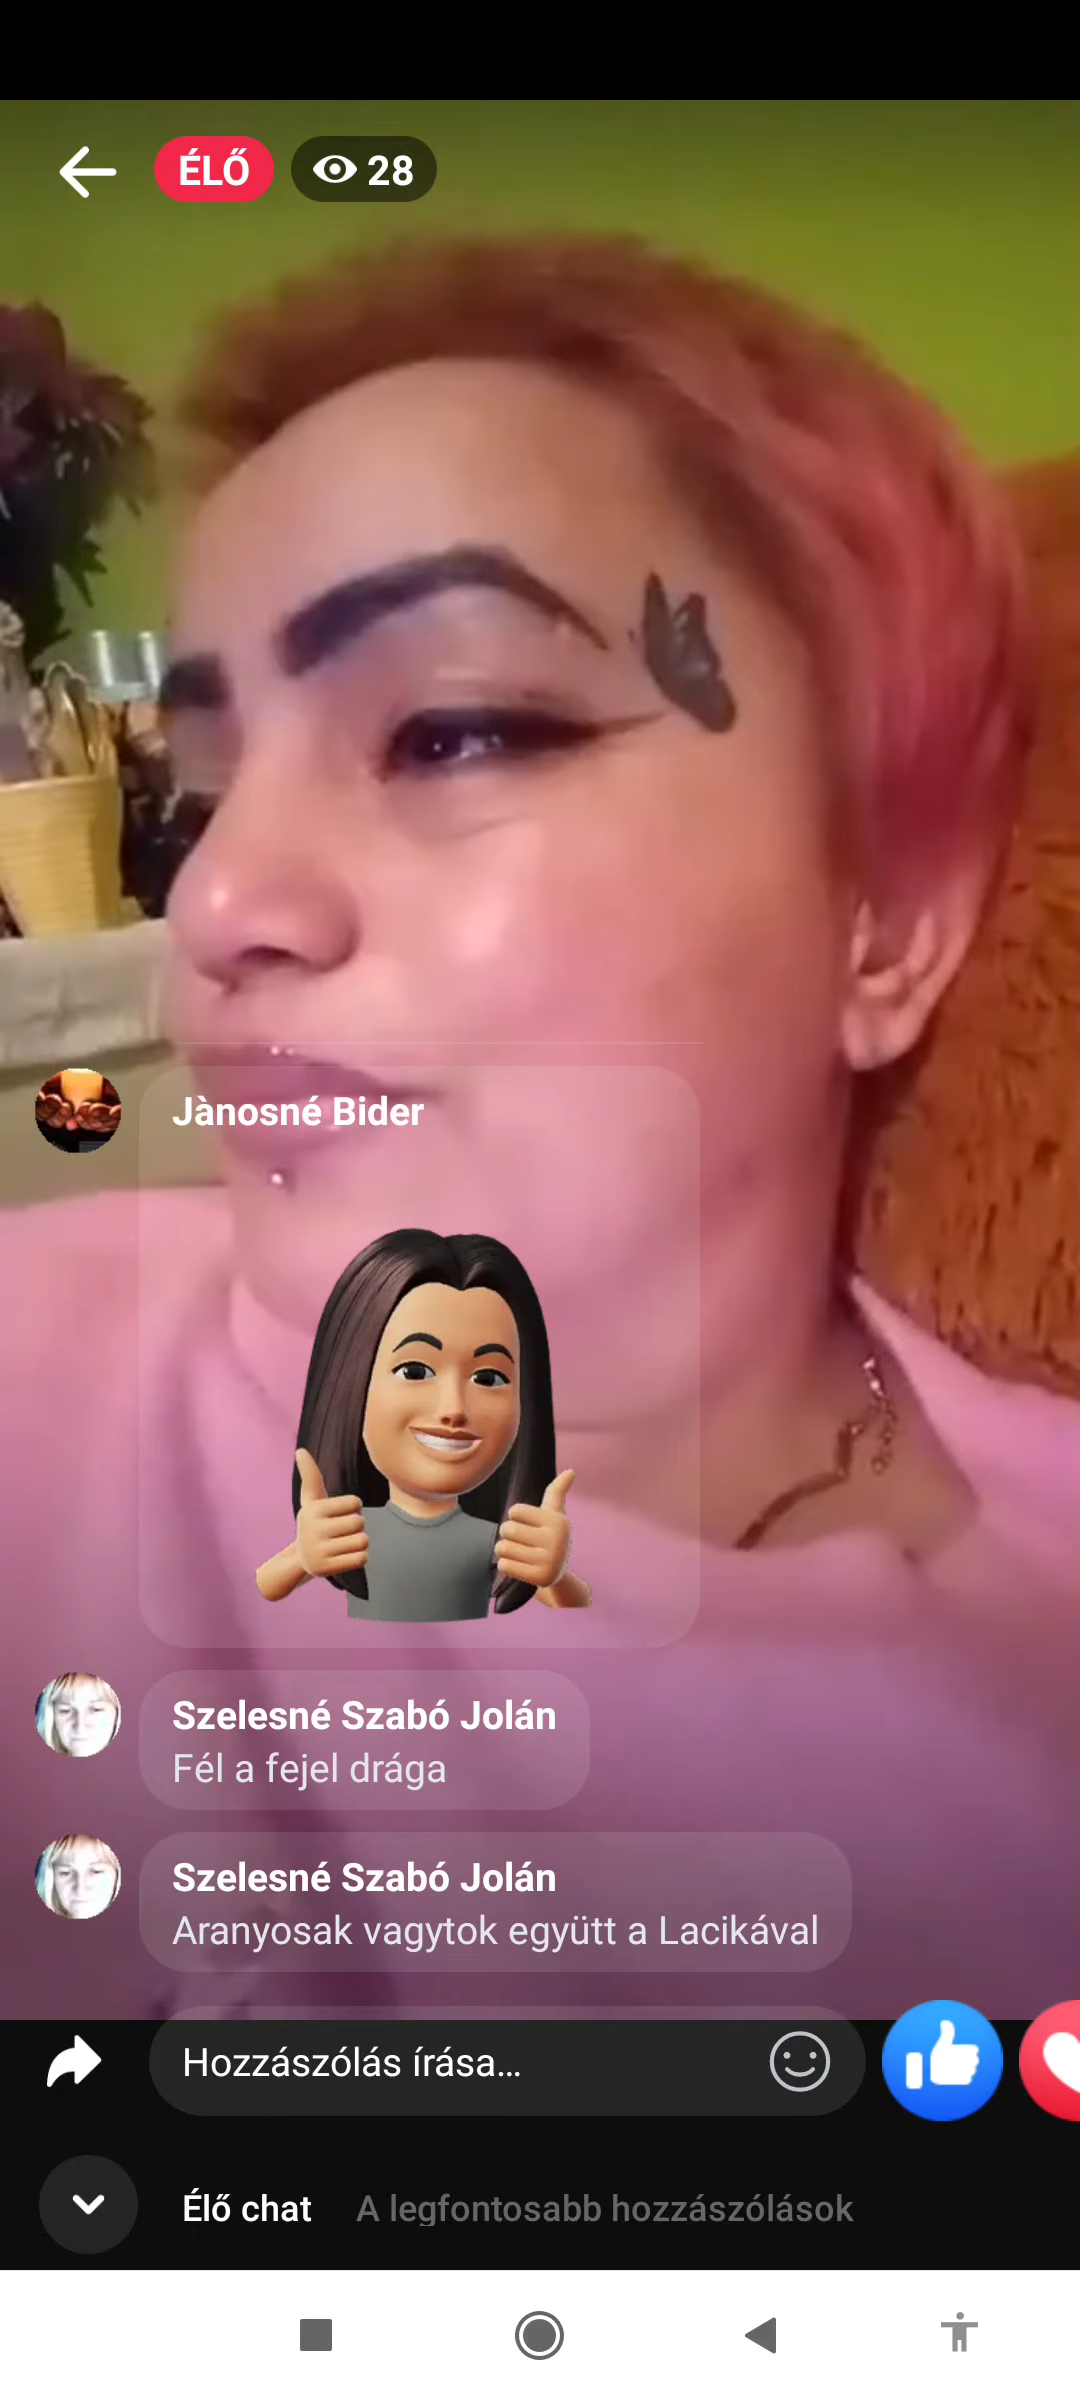 ÉLŐ 28
Jànosné Bider
Szelesné Szabó Jolán
Fél a fejel drága
Szelesné Szabó Jolán
Aranyosak vagytok együtt a Lacikával
Hozzászólás írása...
Élő chat A legfontosabb hozzászólások